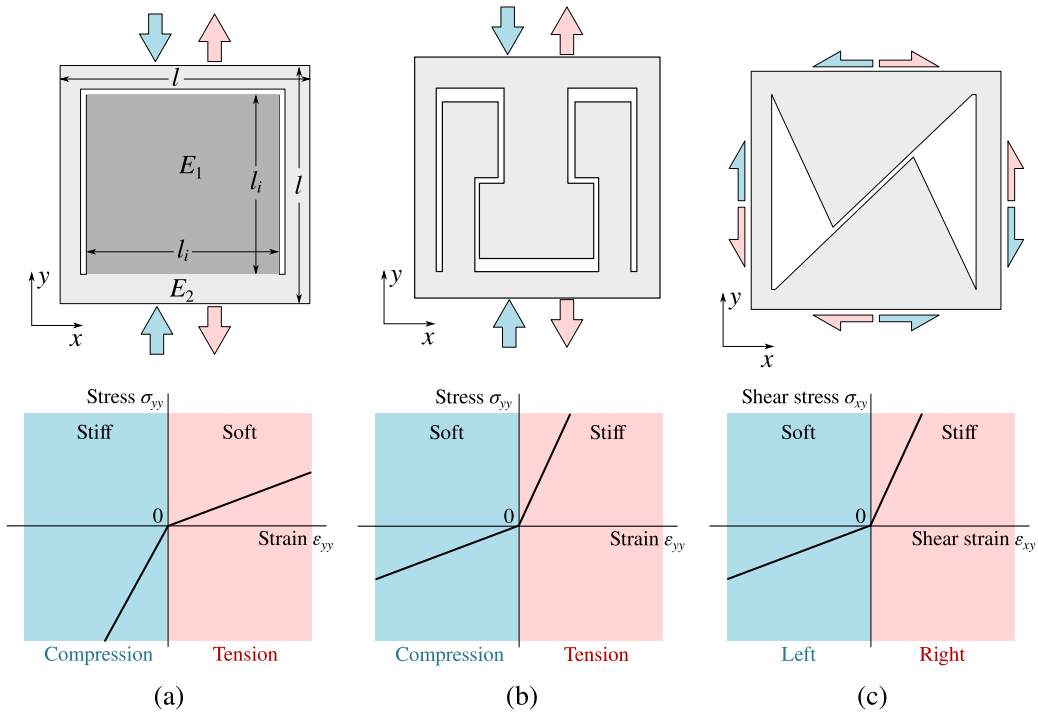 l
E₁
lᵢ
l
lᵢ
E₂
y
x
y
x
y
x
Stress σyy
Stiff
Soft
0
Strain εyy
Compression
Tension
(a)
Stress σyy
Soft
Stiff
0
Strain εyy
Compression
Tension
(b)
Shear stress σxy
Soft
Stiff
0
Shear strain εxy
Left
Right
(c)